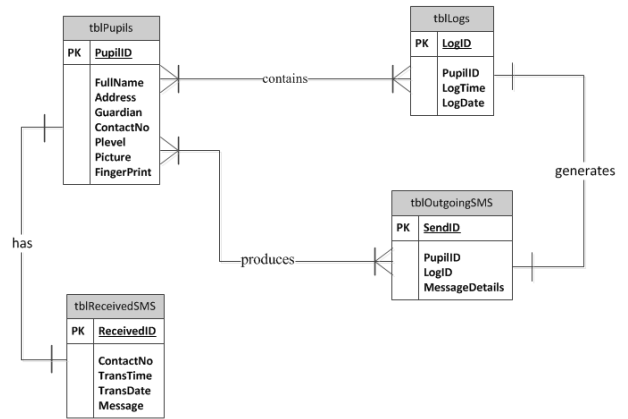 tblPupils
PK PupilID
FullName
Address
Guardian
ContactNo
Plevel
Picture
FingerPrint
contains
tblLogs
PK LogID
PupilID
LogTime
LogDate
generates
has
produces
tblOutgoingSMS
PK SendID
PupilID
LogID
MessageDetails
tblReceivedSMS
PK ReceivedID
ContactNo
TransTime
TransDate
Message